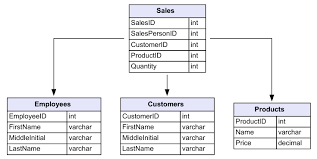 Sales
SalesID int
SalesPersonID int
CustomerID int
ProductID int
Quantity int
Employees
EmployeeID int
FirstName varchar
MiddleInitial varchar
LastName varchar
Customers
CustomerID int
FirstName varchar
MiddleInitial varchar
LastName varchar
Products
ProductID int
Name varchar
Price decimal